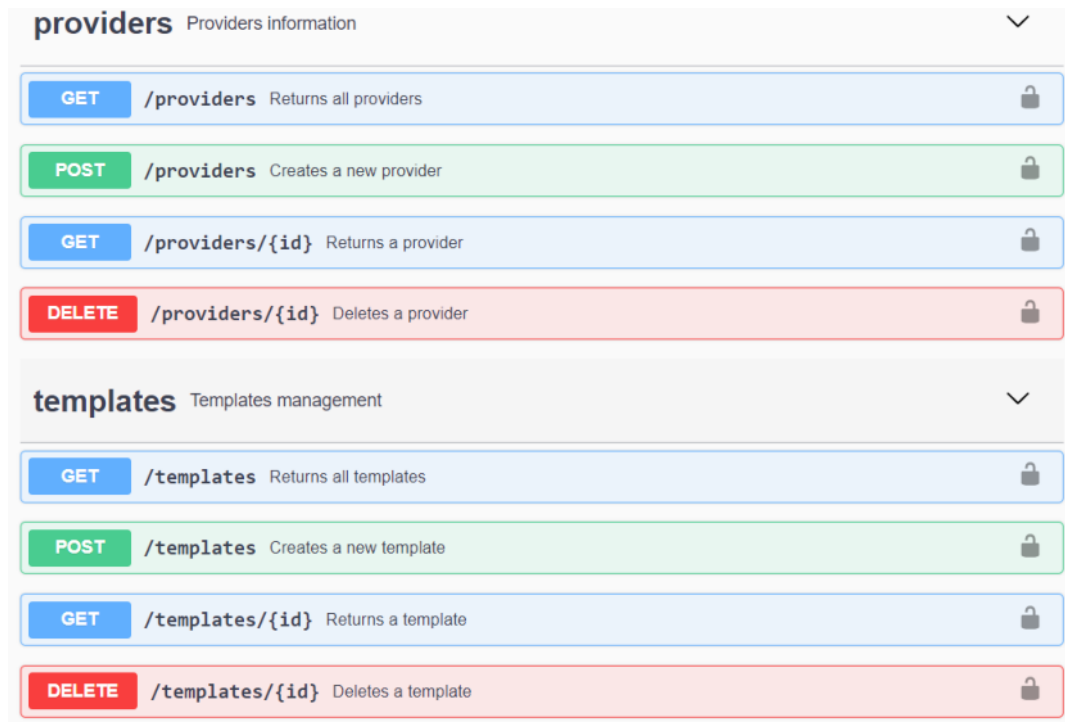 providers Providers information
GET /providers Returns all providers
POST /providers Creates a new provider
GET /providers/{id} Returns a provider
DELETE /providers/{id} Deletes a provider
templates Templates management
GET /templates Returns all templates
POST /templates Creates a new template
GET /templates/{id} Returns a template
DELETE /templates/{id} Deletes a template